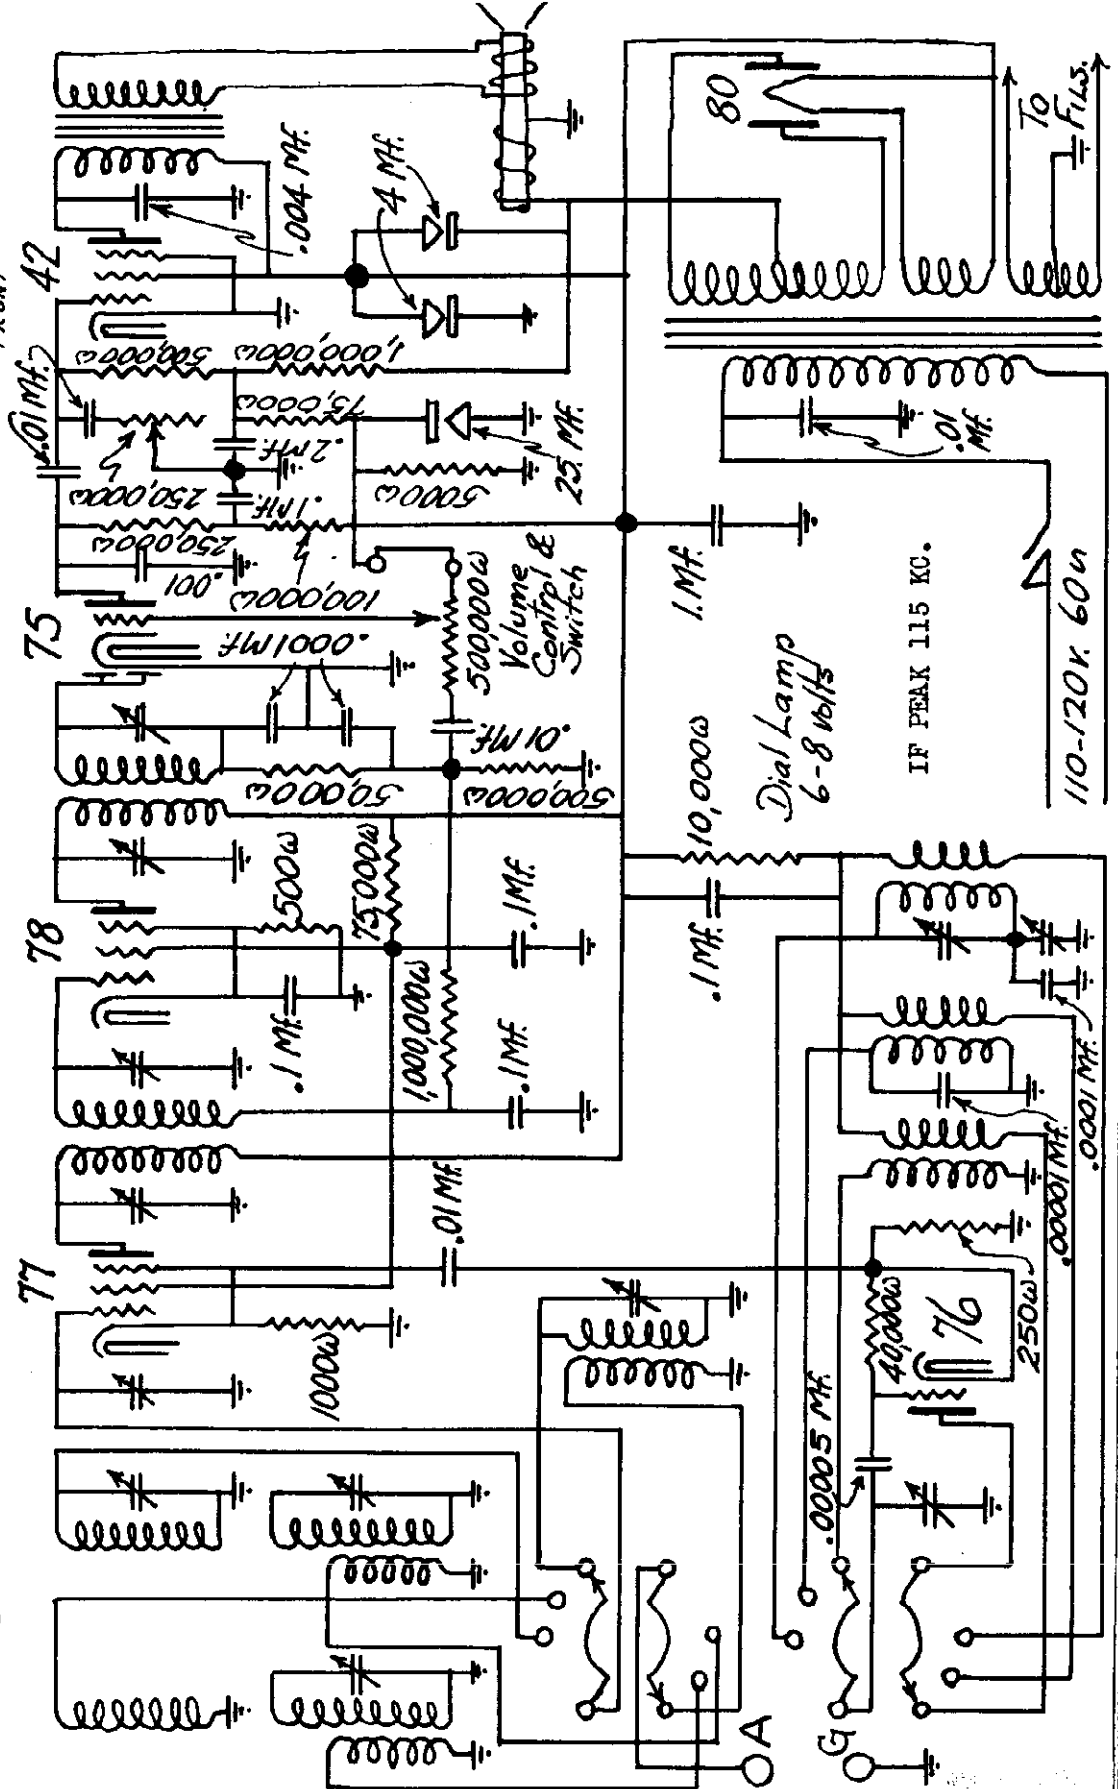 77
78
75
42
80
.01 Mf.
.004 Mf.
4 Mf.
500,000ω
1,000,000ω
75,000ω
.2 Mf.
250,000ω
.1 Mf.
250,000ω
.001
100,000ω
5000ω
25 Mf.
.0001 Mf.
500,000ω
Volume
Control &
Switch
.01 Mf.
50,000ω
500,000ω
500ω
75,000ω
.1 Mf.
.1 Mf.
1,000,000ω
.1 Mf.
.01 Mf.
1000ω
1. Mf.
.01
Mf.
To
Fils.
110-120 v. 60~
IF PEAK 115 KC.
Dial Lamp
6-8 Volts
10,000ω
.1 Mf.
.0001 Mf.
.00001 Mf.
250ω
76
40,000ω
.00005 Mf.
A
G